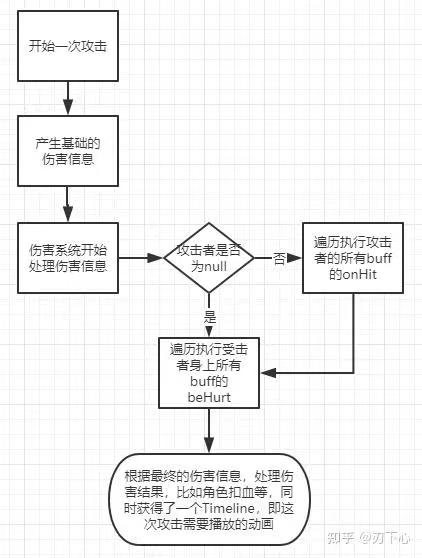 开始一次攻击
产生基础的
伤害信息
伤害系统开始
处理伤害信息
攻击者是否
为null
否
遍历执行攻击
者的所有buff
的onHit
是
遍历执行受击
者身上所有
buff的
beHurt
根据最终的伤害信息，处理伤
害结果，比如角色扣血等，同
时获得了一个Timeline，即这
次攻击需要播放的动画
知乎 @刃下心